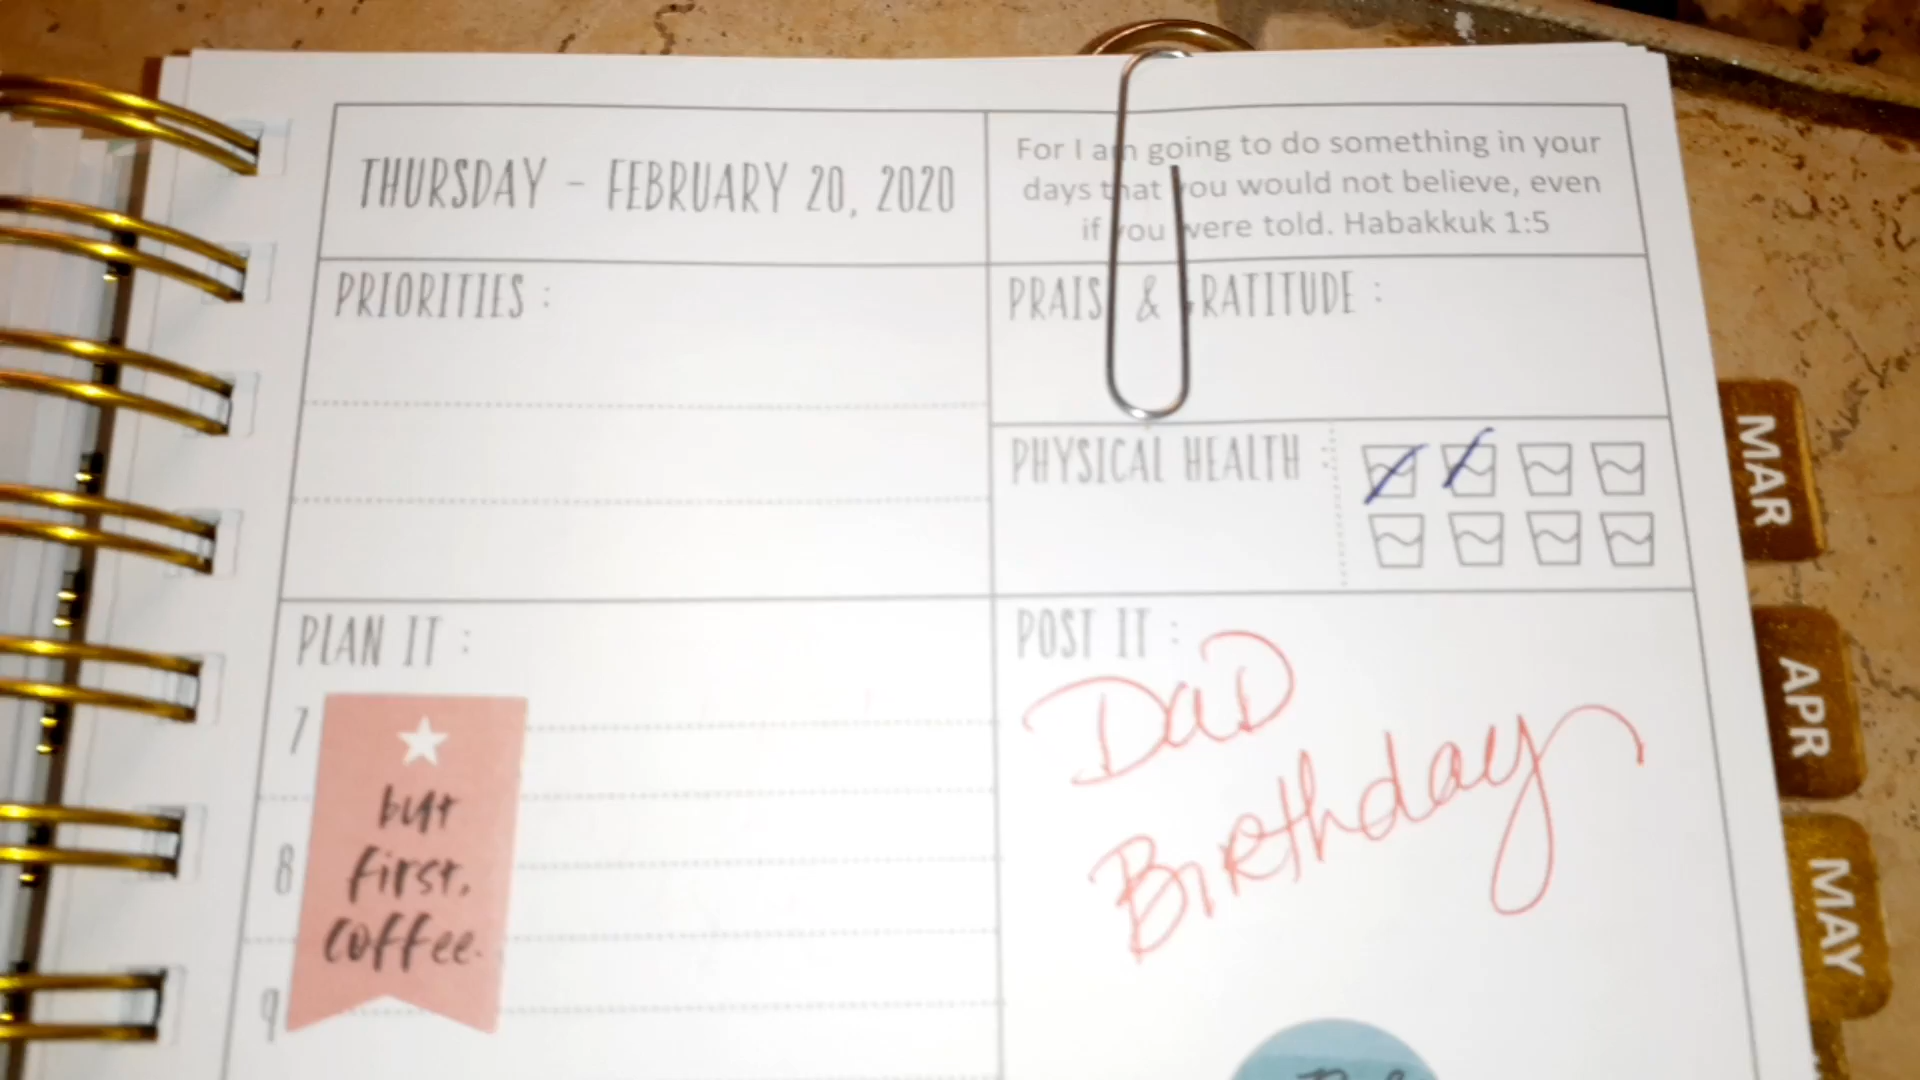 THURSDAY - FEBRUARY 20, 2020
For I am going to do something in your
days that you would not believe, even
if you were told. Habakkuk 1:5
PRIORITIES :
PRAISE & GRATITUDE :
PHYSICAL HEALTH :
PLAN IT :
7
8
9
but
first,
coffee.
POST IT :
DaD
Birthday
MAR
APR
MAY